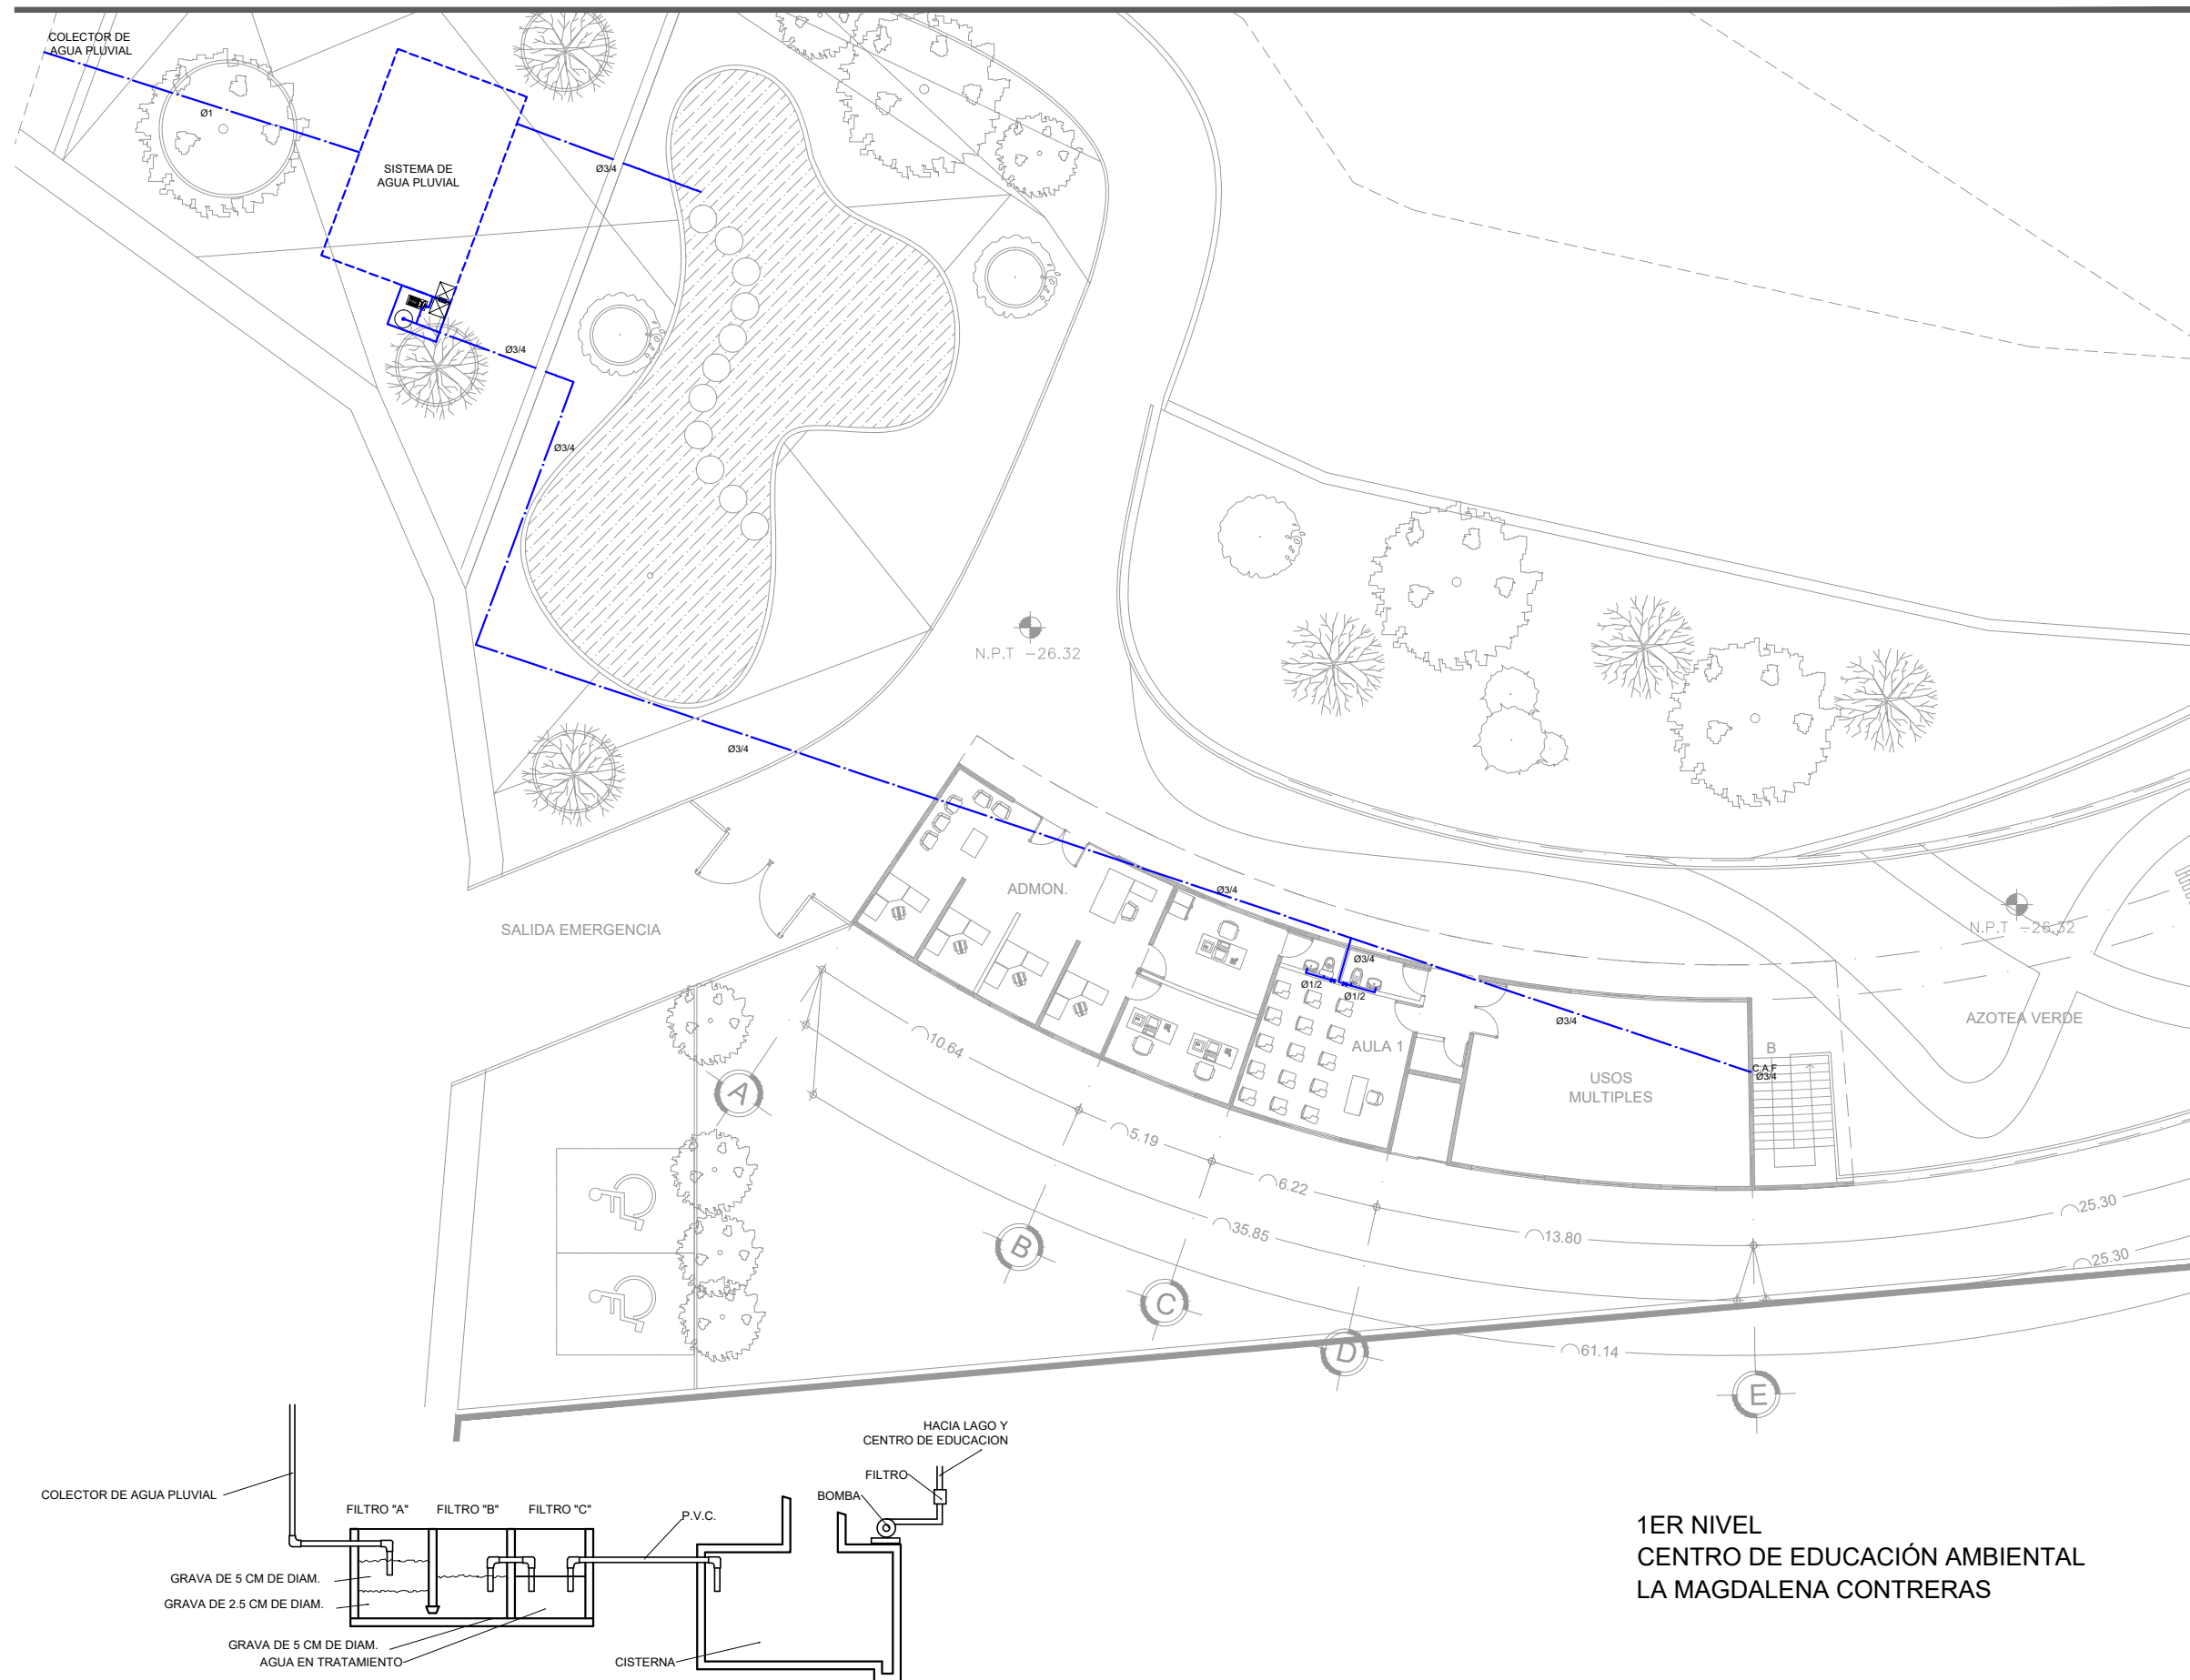 COLECTOR DE
AGUA PLUVIAL
Ø1
SISTEMA DE
AGUA PLUVIAL
Ø3/4
Ø3/4
Ø3/4
Ø3/4
N.P.T -26.32
ADMON.
Ø3/4
SALIDA EMERGENCIA
Ø3/4
Ø1/2
Ø1/2
N.P.T -26.32
Ø3/4
AZOTEA VERDE
AULA 1
B
C.A.F
Ø3/4
USOS
MULTIPLES
10.64
A
5.19
6.22
35.85
13.80
25.30
25.30
B
C
D
61.14
E
HACIA LAGO Y
CENTRO DE EDUCACION
FILTRO
BOMBA
COLECTOR DE AGUA PLUVIAL
FILTRO "A"
FILTRO "B"
FILTRO "C"
P.V.C.
GRAVA DE 5 CM DE DIAM.
GRAVA DE 2.5 CM DE DIAM.
GRAVA DE 5 CM DE DIAM.
AGUA EN TRATAMIENTO
CISTERNA
1ER NIVEL
CENTRO DE EDUCACIÓN AMBIENTAL
LA MAGDALENA CONTRERAS